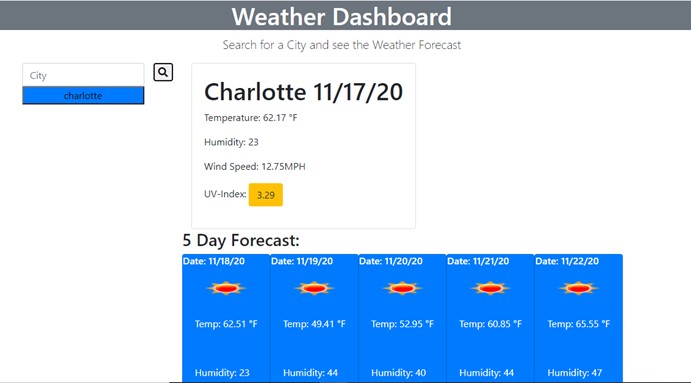 Weather Dashboard
Search for a City and see the Weather Forecast
City
charlotte
Charlotte 11/17/20
Temperature: 62.17 °F
Humidity: 23
Wind Speed: 12.75MPH
UV-Index: 3.29
5 Day Forecast:
Date: 11/18/20 Date: 11/19/20 Date: 11/20/20 Date: 11/21/20 Date: 11/22/20
Temp: 62.51 °F Temp: 49.41 °F Temp: 52.95 °F Temp: 60.85 °F Temp: 65.55 °F
Humidity: 23 Humidity: 44 Humidity: 40 Humidity: 44 Humidity: 47